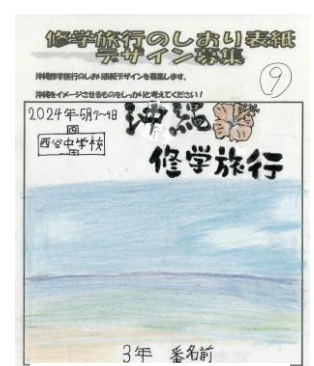 修学旅行のしおり表紙
デザイン募集
沖縄修学旅行のしおり表紙デザインを募集します。
沖縄をイメージさせるものをしっかりと考えてください！
⑨
2024年5月7~9日
西谷中学校
沖縄
修学旅行
3年 番名前